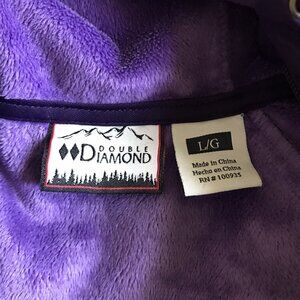 DOUBLE
DIAMOND
L/G
Made in China
Hecho en China
RN# 100935